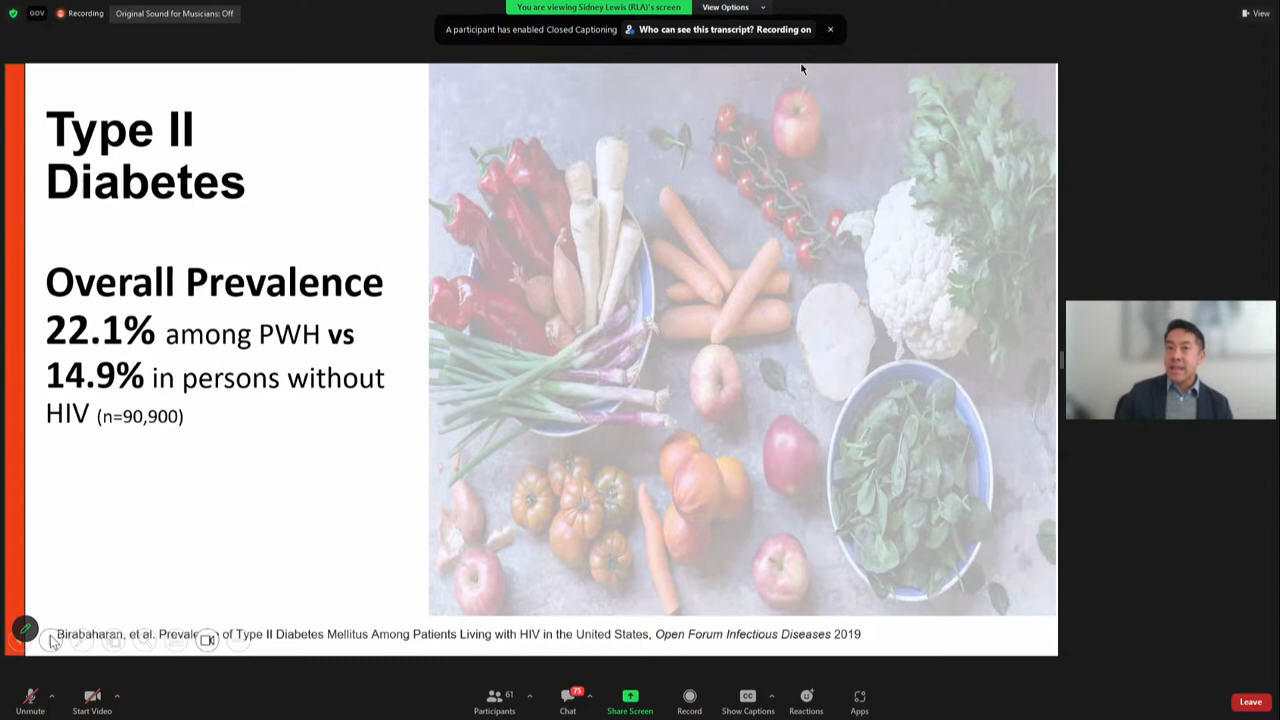 GOV
Recording
Original Sound for Musicians: Off
You are viewing Sidney Lewis (RLA)'s screen
View Options
View
A participant has enabled Closed Captioning
Who can see this transcript? Recording on
Type II
Diabetes
Overall Prevalence
22.1% among PWH vs
14.9% in persons without
HIV (n=90,900)
Birabaharan, et al. of Type II Diabetes Mellitus Among Patients Living with HIV in the United States, Open Forum Infectious Diseases 2019
Unmute
Start Video
61
Participants
75
Chat
Share Screen
Record
CC
Show Captions
Reactions
Apps
Leave